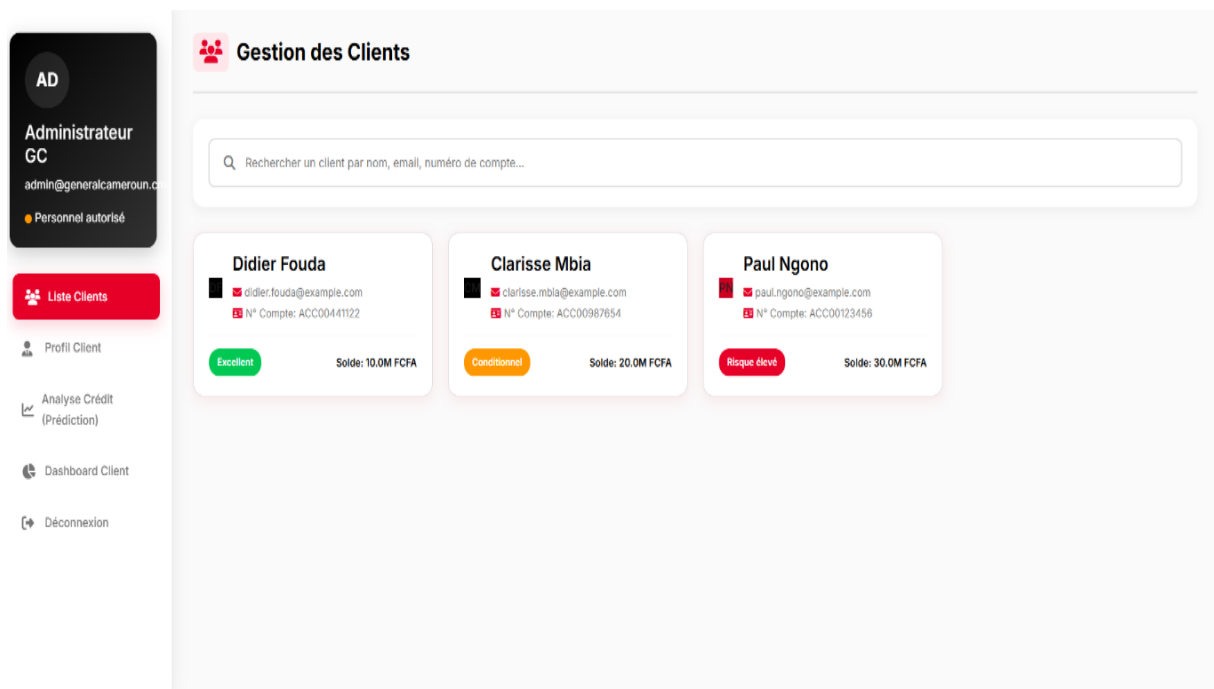 AD
Administrateur
GC
admin@generalcameroun.c
Personnel autorisé
Liste Clients
Profil Client
Analyse Crédit
(Prédiction)
Dashboard Client
Déconnexion
Gestion des Clients
Rechercher un client par nom, email, numéro de compte...
Didier Fouda
DF
didier.fouda@example.com
N° Compte: ACC00441122
Excellent
Solde: 10.0M FCFA
Clarisse Mbia
CM
clarisse.mbia@example.com
N° Compte: ACC00987654
Conditionnel
Solde: 20.0M FCFA
Paul Ngono
PN
paul.ngono@example.com
N° Compte: ACC00123456
Risque élevé
Solde: 30.0M FCFA